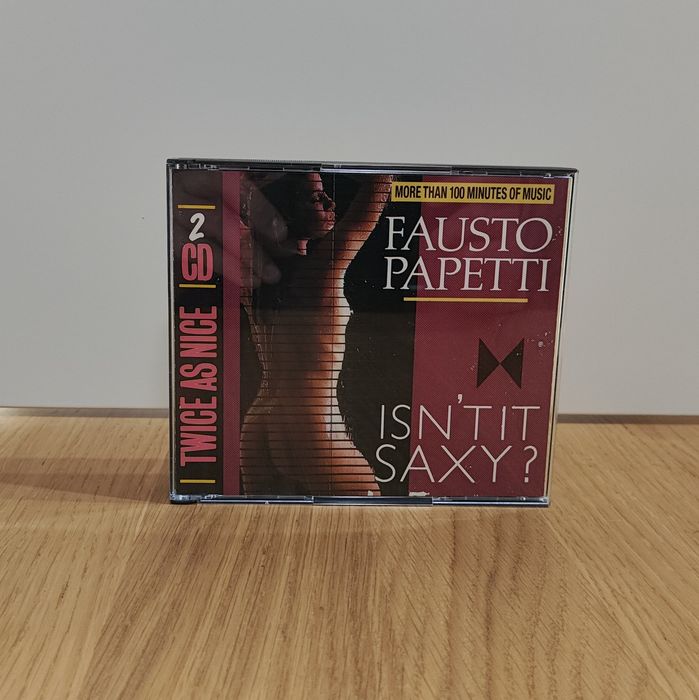 2
CD
TWICE AS NICE
MORE THAN 100 MINUTES OF MUSIC
FAUSTO
PAPETTI
ISN'T IT
SAXY?